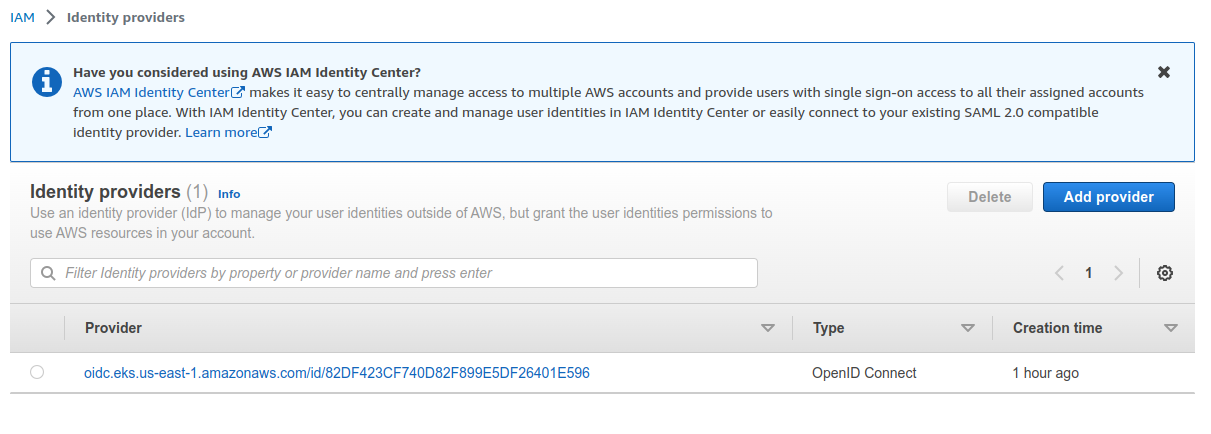 IAM > Identity providers
Have you considered using AWS IAM Identity Center?
AWS IAM Identity Center makes it easy to centrally manage access to multiple AWS accounts and provide users with single sign-on access to all their assigned accounts
from one place. With IAM Identity Center, you can create and manage user identities in IAM Identity Center or easily connect to your existing SAML 2.0 compatible
identity provider. Learn more
Identity providers (1) Info
Delete
Add provider
Use an identity provider (IdP) to manage your user identities outside of AWS, but grant the user identities permissions to
use AWS resources in your account.
Filter Identity providers by property or provider name and press enter
1
Provider Type Creation time
oidc.eks.us-east-1.amazonaws.com/id/82DF423CF740D82F899E5DF26401E596 OpenID Connect 1 hour ago